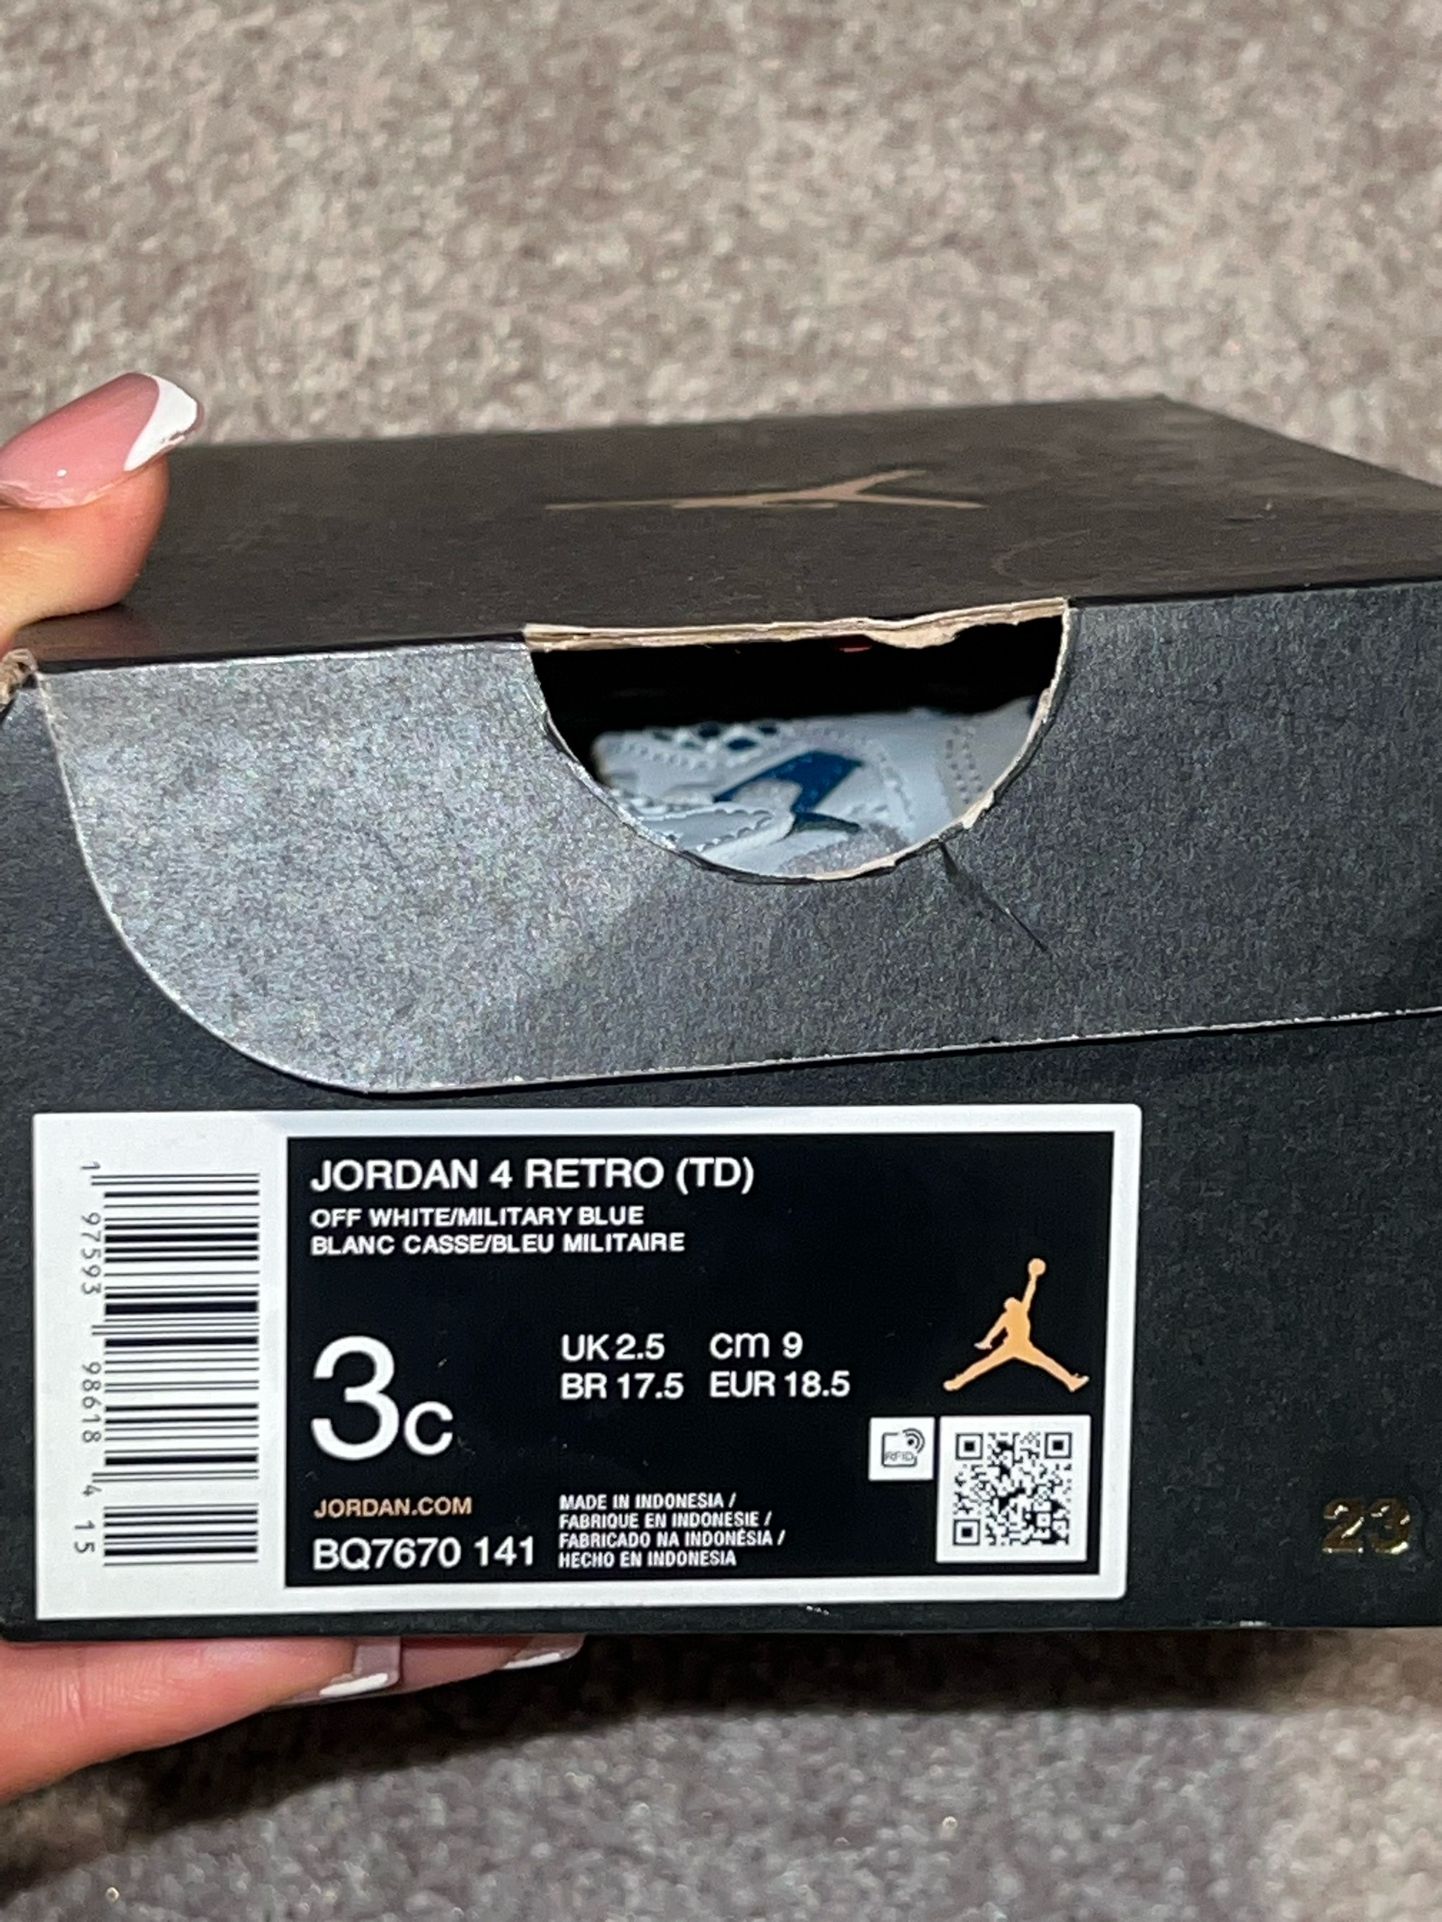 JORDAN 4 RETRO (TD)
OFF WHITE/MILITARY BLUE
BLANC CASSE/BLEU MILITAIRE
3c
UK 2.5 cm 9
BR 17.5 EUR 18.5
RFID
JORDAN.COM
BQ7670 141
MADE IN INDONESIA /
FABRIQUE EN INDONESIE /
FABRICADO NA INDONÉSIA /
HECHO EN INDONESIA
1 97593 98618 4 15
23